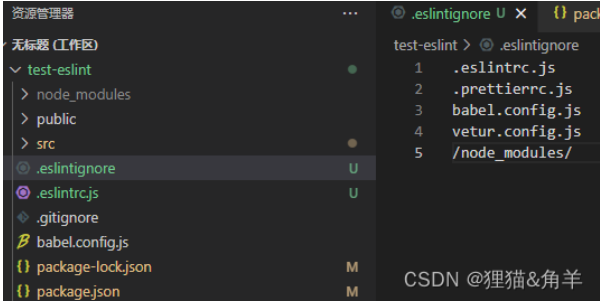 资源管理器 ···
无标题 (工作区)
test-eslint
node_modules
public
src
.eslintignore U
.eslintrc.js U
.gitignore
babel.config.js
{} package-lock.json M
{} package.json M
.eslintignore U × {} pack
test-eslint > .eslintignore
1 .eslintrc.js
2 .prettierrc.js
3 babel.config.js
4 vetur.config.js
5 /node_modules/
CSDN @狸猫&角羊